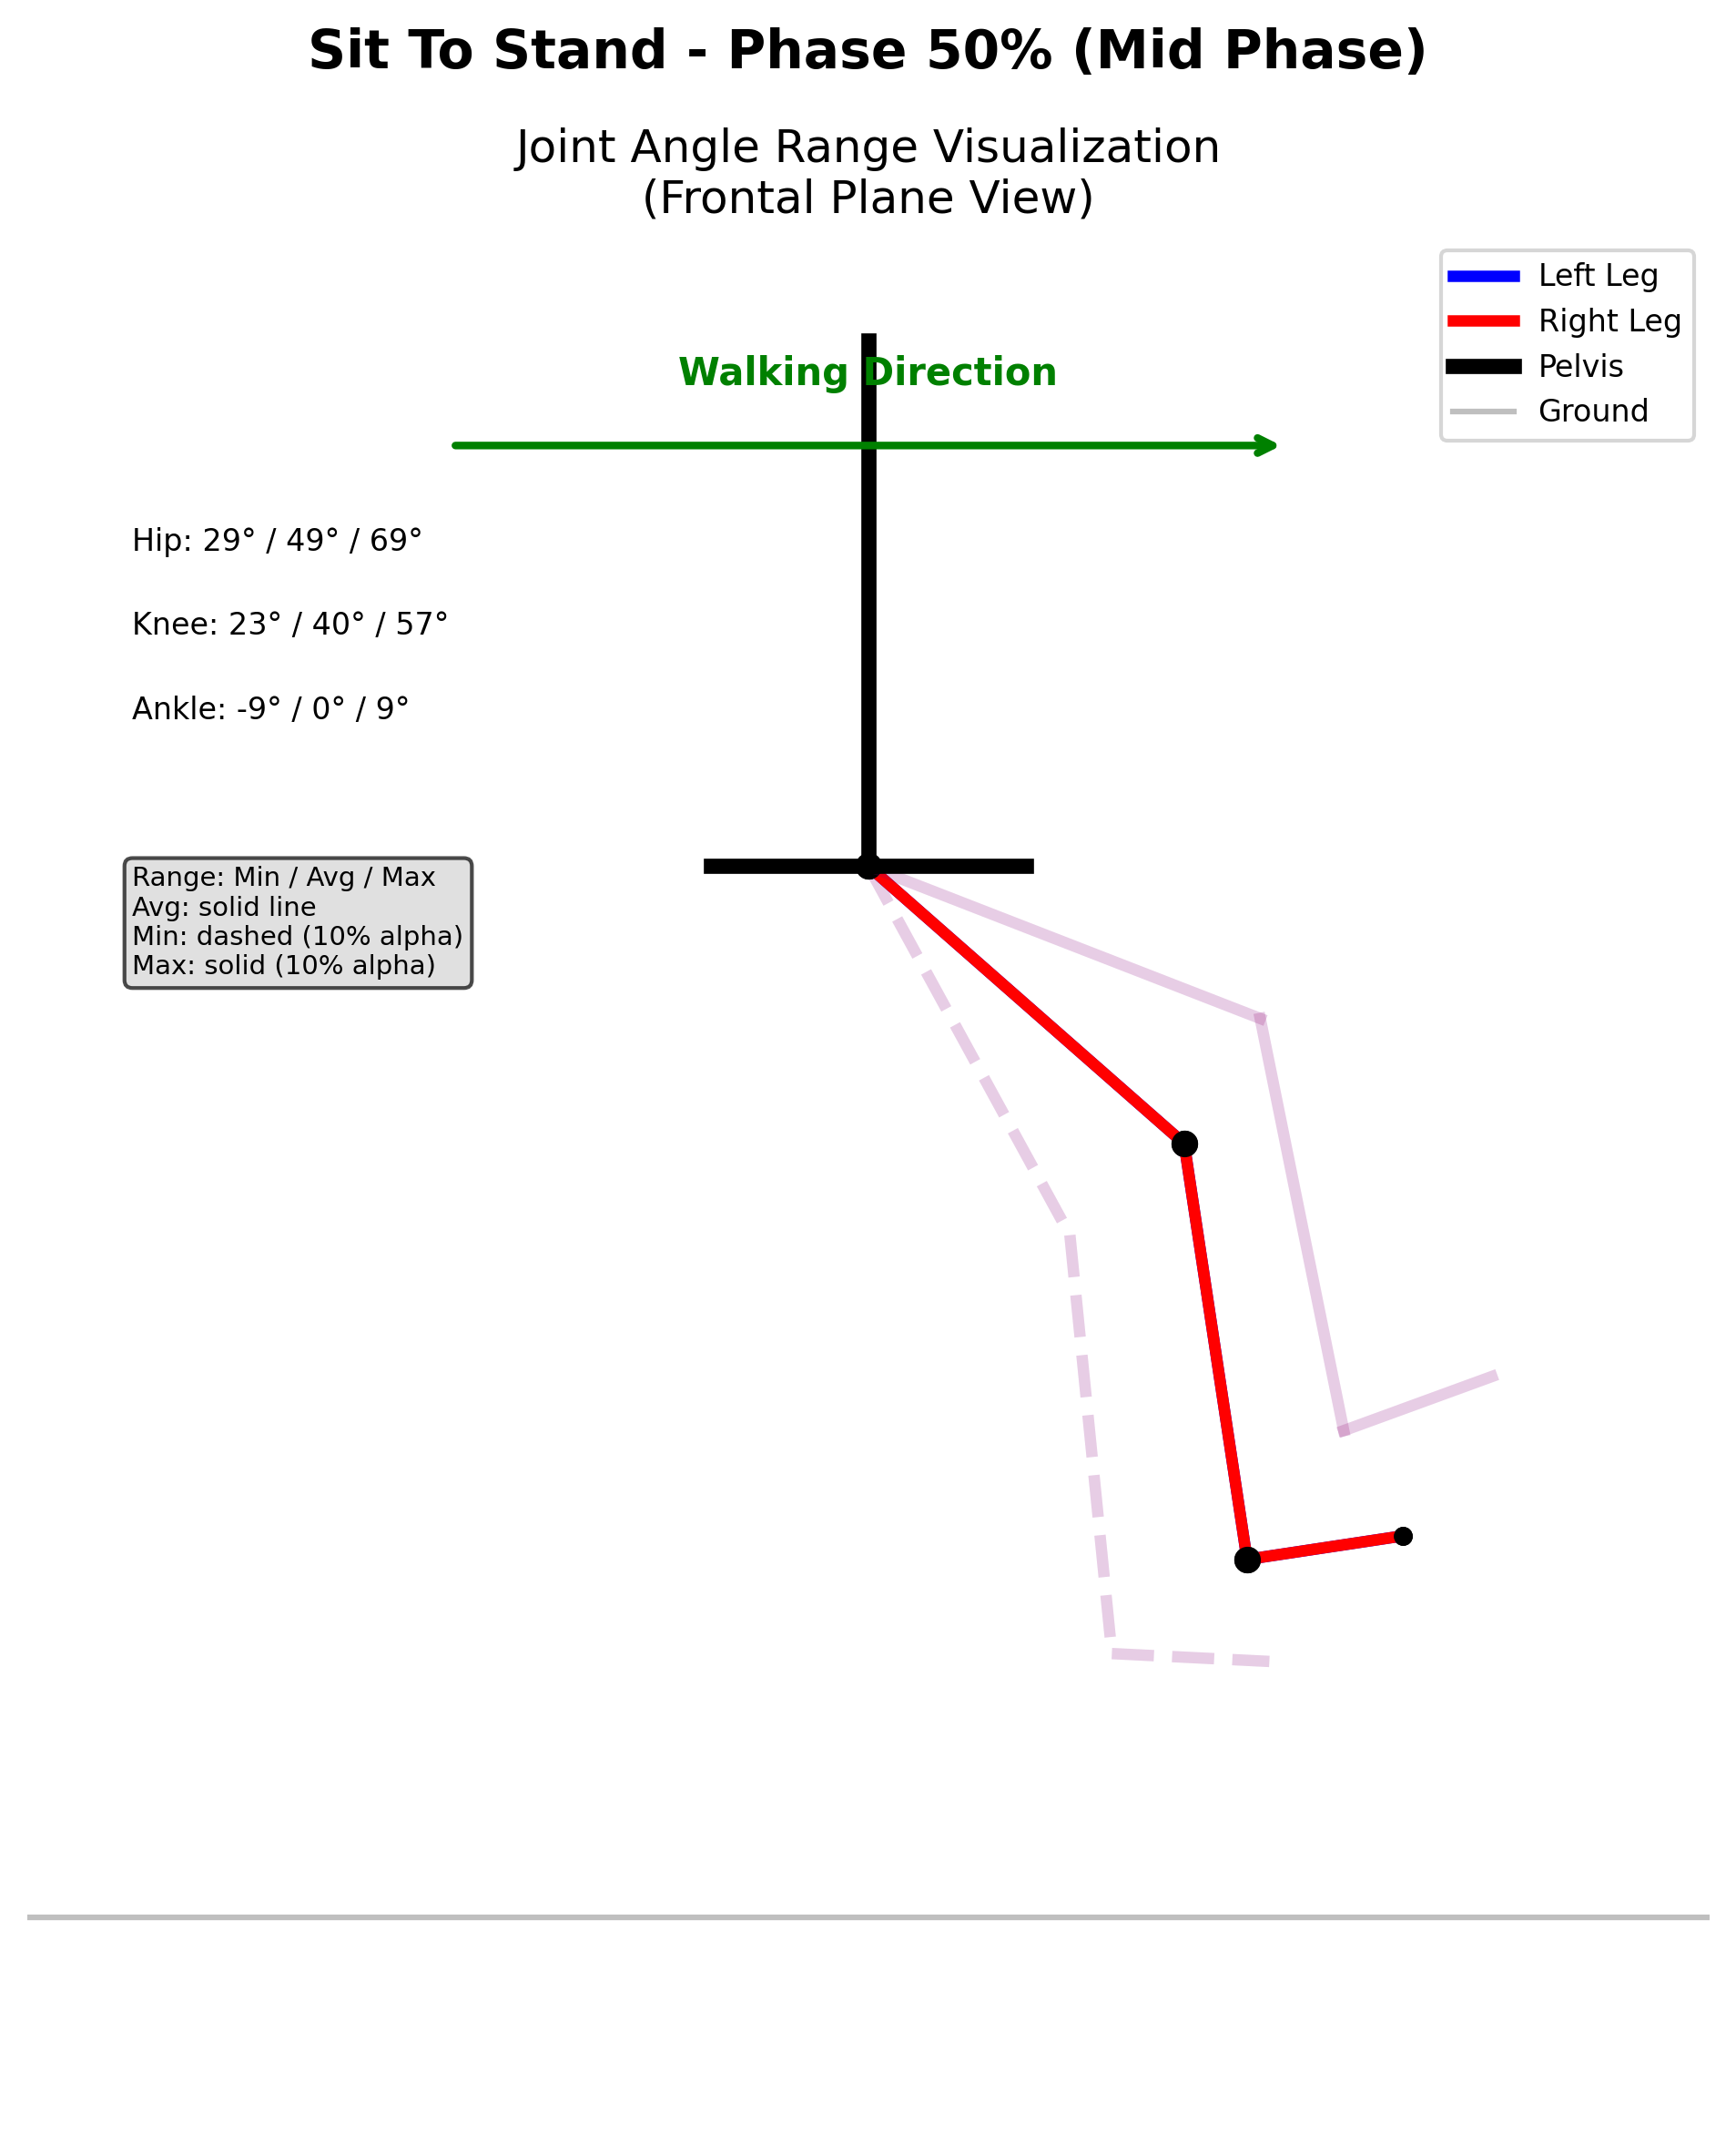 Sit To Stand - Phase 50% (Mid Phase)
Joint Angle Range Visualization
(Frontal Plane View)
Left Leg
Right Leg
Pelvis
Ground
Walking Direction
Hip: 29° / 49° / 69°
Knee: 23° / 40° / 57°
Ankle: -9° / 0° / 9°
Range: Min / Avg / Max
Avg: solid line
Min: dashed (10% alpha)
Max: solid (10% alpha)